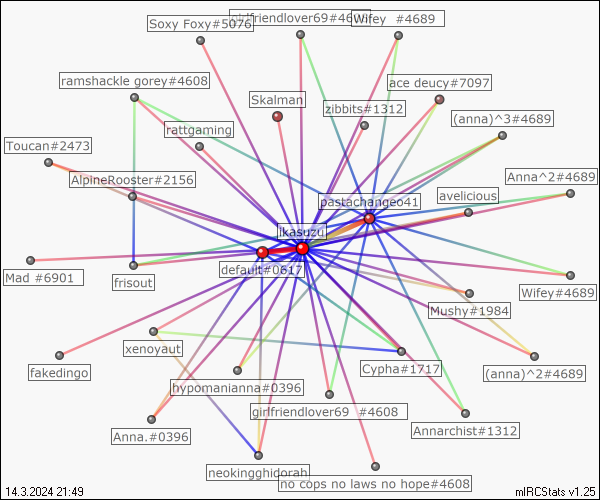 Soxy Foxy#5076
girlfriendlover69#4689
Wifey  #4689
ramshackle gorey#4608
ace deucy#7097
Skalman
zibbits#1312
(anna)^3#4689
rattgaming
Toucan#2473
AlpineRooster#2156
Anna^2#4689
avelicious
pastachangeo41
jkasuzu
default#0617
Mad #6901
frisout
Wifey#4689
Mushy#1984
xenoyaut
fakedingo
Cypha#1717
(anna)^2#4689
hypomanianna#0396
girlfriendlover69  #4608
Anna.#0396
Annarchist#1312
neokingghidorah
no cops no laws no hope#4608
14.3.2024 21:49
mIRCStats v1.25